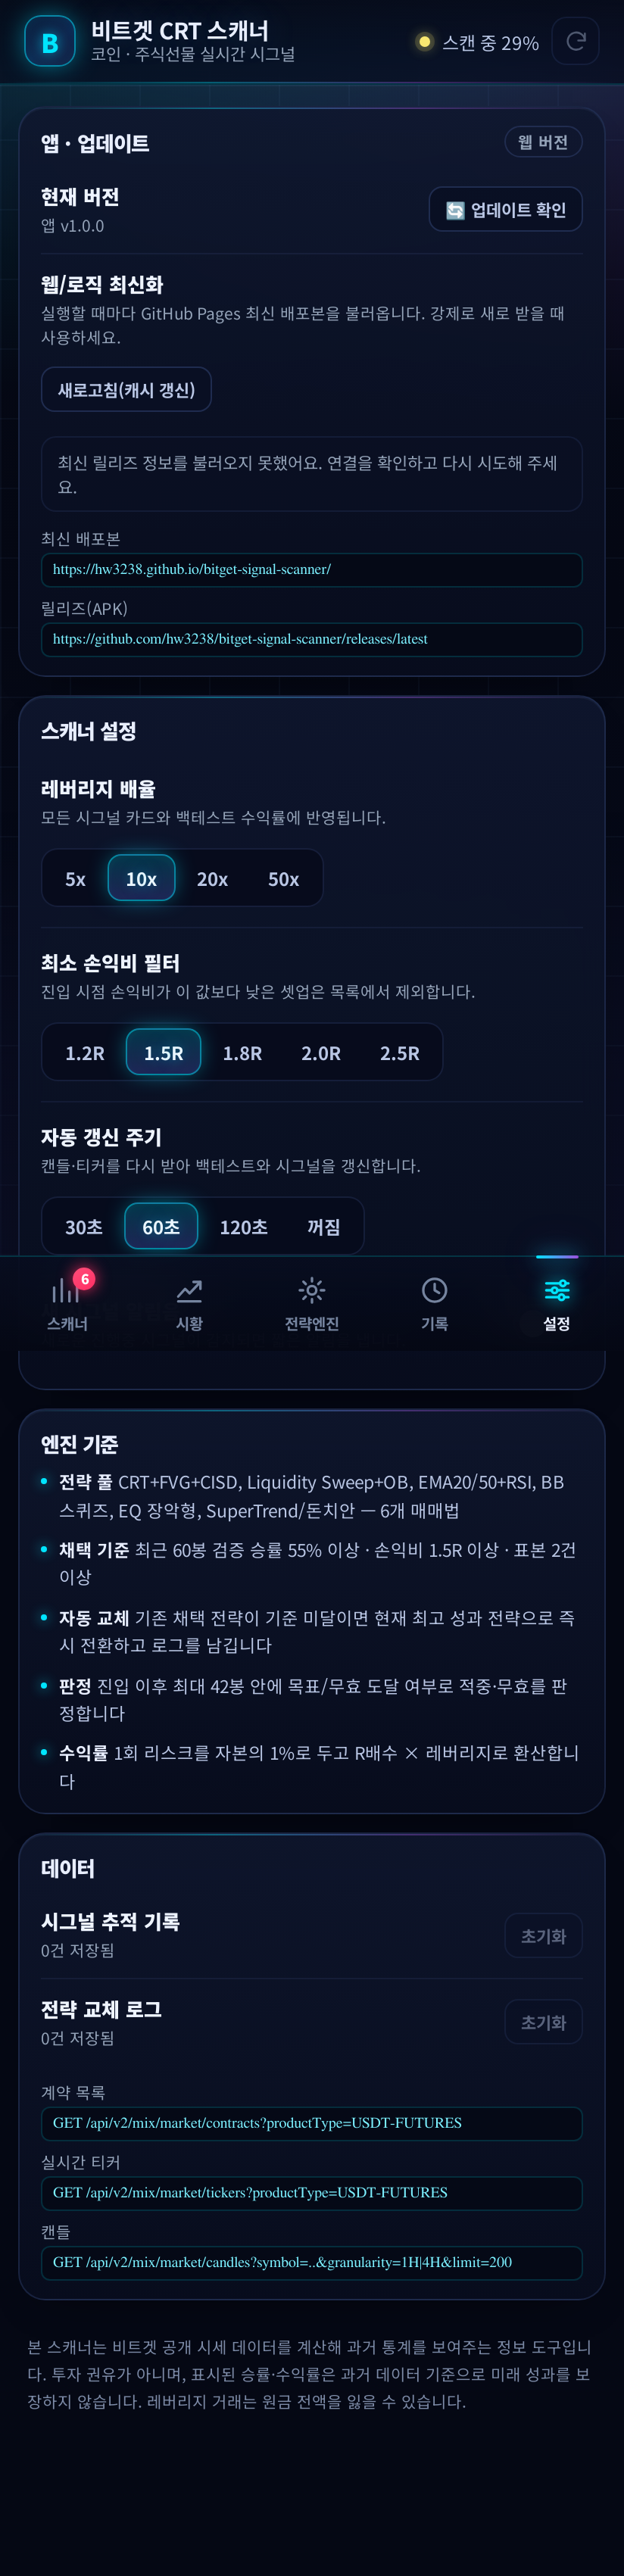 B
비트겟 CRT 스캐너
코인 · 주식선물 실시간 시그널
스캔 중 29%
앱 · 업데이트
웹 버전
현재 버전
앱 v1.0.0
🔄 업데이트 확인
웹/로직 최신화
실행할 때마다 GitHub Pages 최신 배포본을 불러옵니다. 강제로 새로 받을 때
사용하세요.
새로고침(캐시 갱신)
최신 릴리즈 정보를 불러오지 못했어요. 연결을 확인하고 다시 시도해 주세
요.
최신 배포본
https://hw3238.github.io/bitget-signal-scanner/
릴리즈(APK)
https://github.com/hw3238/bitget-signal-scanner/releases/latest
스캐너 설정
레버리지 배율
모든 시그널 카드와 백테스트 수익률에 반영됩니다.
5x 10x 20x 50x
최소 손익비 필터
진입 시점 손익비가 이 값보다 낮은 셋업은 목록에서 제외합니다.
1.2R 1.5R 1.8R 2.0R 2.5R
자동 갱신 주기
캔들·티커를 다시 받아 백테스트와 시그널을 갱신합니다.
30초 60초 120초 꺼짐
6
스캐너 시황 전략엔진 기록 설정
엔진 기준
전략 풀 CRT+FVG+CISD, Liquidity Sweep+OB, EMA20/50+RSI, BB
스퀴즈, EQ 장악형, SuperTrend/돈치안 — 6개 매매법
채택 기준 최근 60봉 검증 승률 55% 이상 · 손익비 1.5R 이상 · 표본 2건
이상
자동 교체 기존 채택 전략이 기준 미달이면 현재 최고 성과 전략으로 즉
시 전환하고 로그를 남깁니다
판정 진입 이후 최대 42봉 안에 목표/무효 도달 여부로 적중·무효를 판
정합니다
수익률 1회 리스크를 자본의 1%로 두고 R배수 × 레버리지로 환산합니
다
데이터
시그널 추적 기록
0건 저장됨
초기화
전략 교체 로그
0건 저장됨
초기화
계약 목록
GET /api/v2/mix/market/contracts?productType=USDT-FUTURES
실시간 티커
GET /api/v2/mix/market/tickers?productType=USDT-FUTURES
캔들
GET /api/v2/mix/market/candles?symbol=..&granularity=1H|4H&limit=200
본 스캐너는 비트겟 공개 시세 데이터를 계산해 과거 통계를 보여주는 정보 도구입니
다. 투자 권유가 아니며, 표시된 승률·수익률은 과거 데이터 기준으로 미래 성과를 보
장하지 않습니다. 레버리지 거래는 원금 전액을 잃을 수 있습니다.